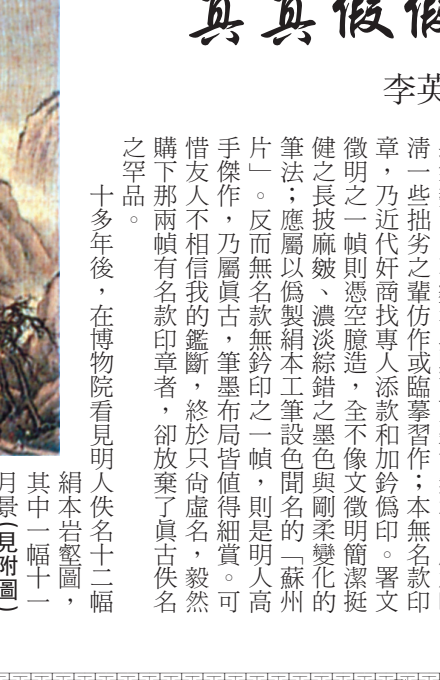 真真假假
李英
清一些拙劣之輩仿作或臨摹習作；本無名款印
章，乃近代奸商找專人添款和加鈐僞印。署文
徵明之一幀則憑空臆造，全不像文徵明簡潔挺
健之長披麻皴、濃淡綜錯之墨色與剛柔變化的
筆法；應屬以僞製絹本工筆設色聞名的「蘇州
片」。反而無名款無鈐印之一幀，則是明人高
手傑作，乃屬眞古，筆墨布局皆値得細賞。可
惜友人不相信我的鑑斷，終於只尙虛名，毅然
購下那兩幀有名款印章者，卻放棄了眞古佚名
之罕品。
十多年後，在博物院看見明人佚名十二幅
絹本岩壑圖，
其中一幅十一
月景(見附圖)